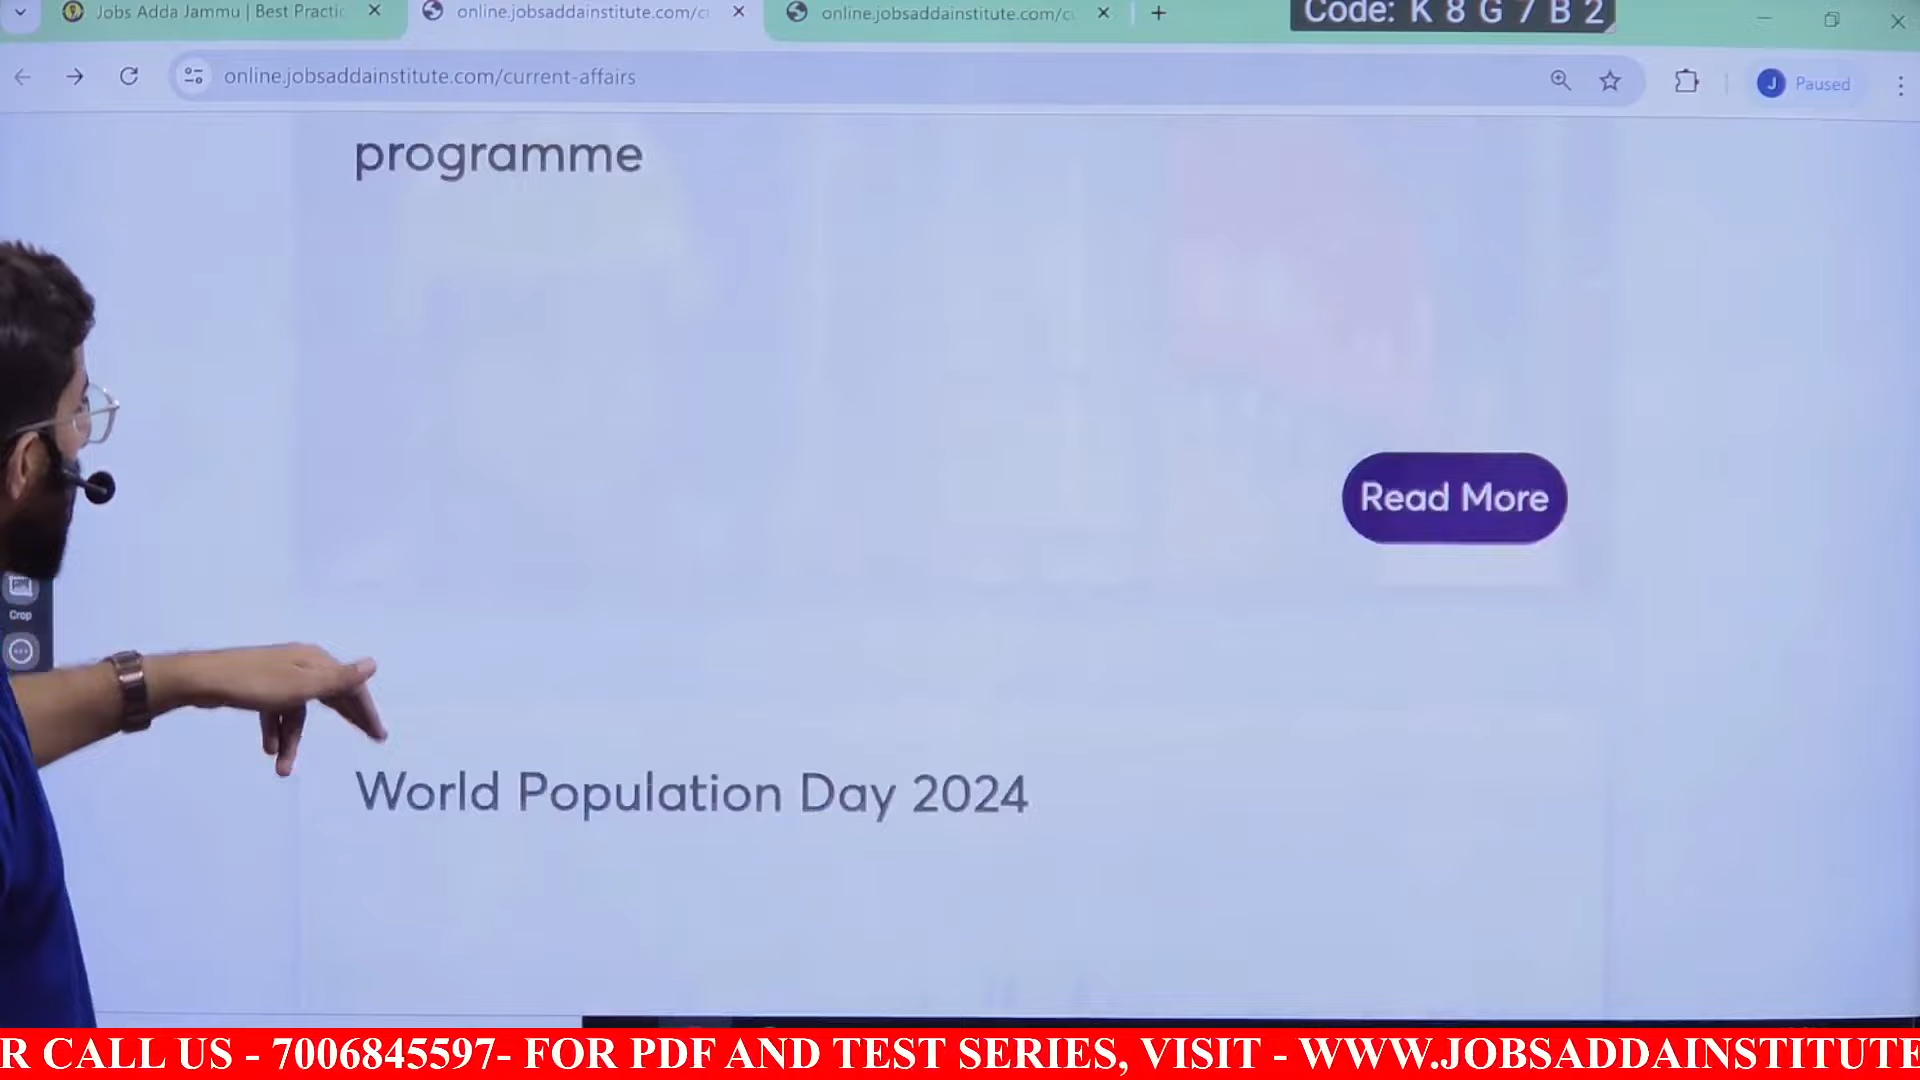 Jobs Adda Jammu | Best Practic
online.jobsaddainstitute.com/c
online.jobsaddainstitute.com/c
Code: K 8 G 7 B 2
online.jobsaddainstitute.com/current-affairs
J Paused
programme
Read More
Crop
World Population Day 2024
R CALL US - 7006845597- FOR PDF AND TEST SERIES, VISIT - WWW.JOBSADDAINSTITUTE